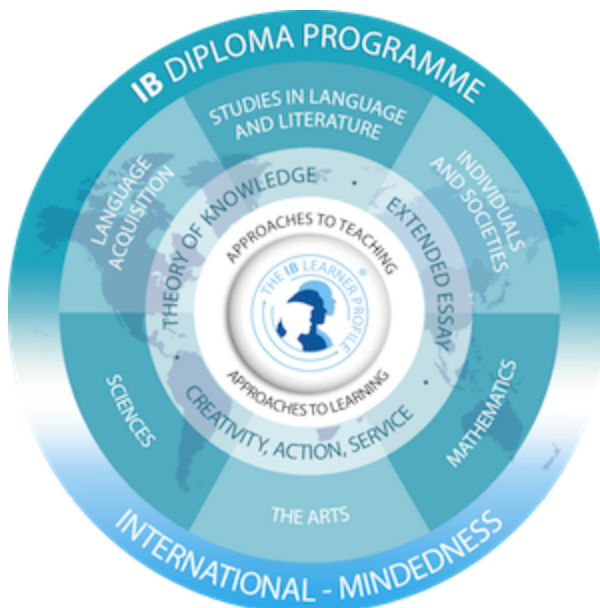 IB DIPLOMA PROGRAMME
STUDIES IN LANGUAGE
AND LITERATURE
LANGUAGE
ACQUISITION
INDIVIDUALS
AND SOCIETIES
THEORY OF KNOWLEDGE
EXTENDED ESSAY
APPROACHES TO TEACHING
THE IB LEARNER PROFILE
®
APPROACHES TO LEARNING
CREATIVITY, ACTION, SERVICE
SCIENCES
MATHEMATICS
THE ARTS
INTERNATIONAL - MINDEDNESS